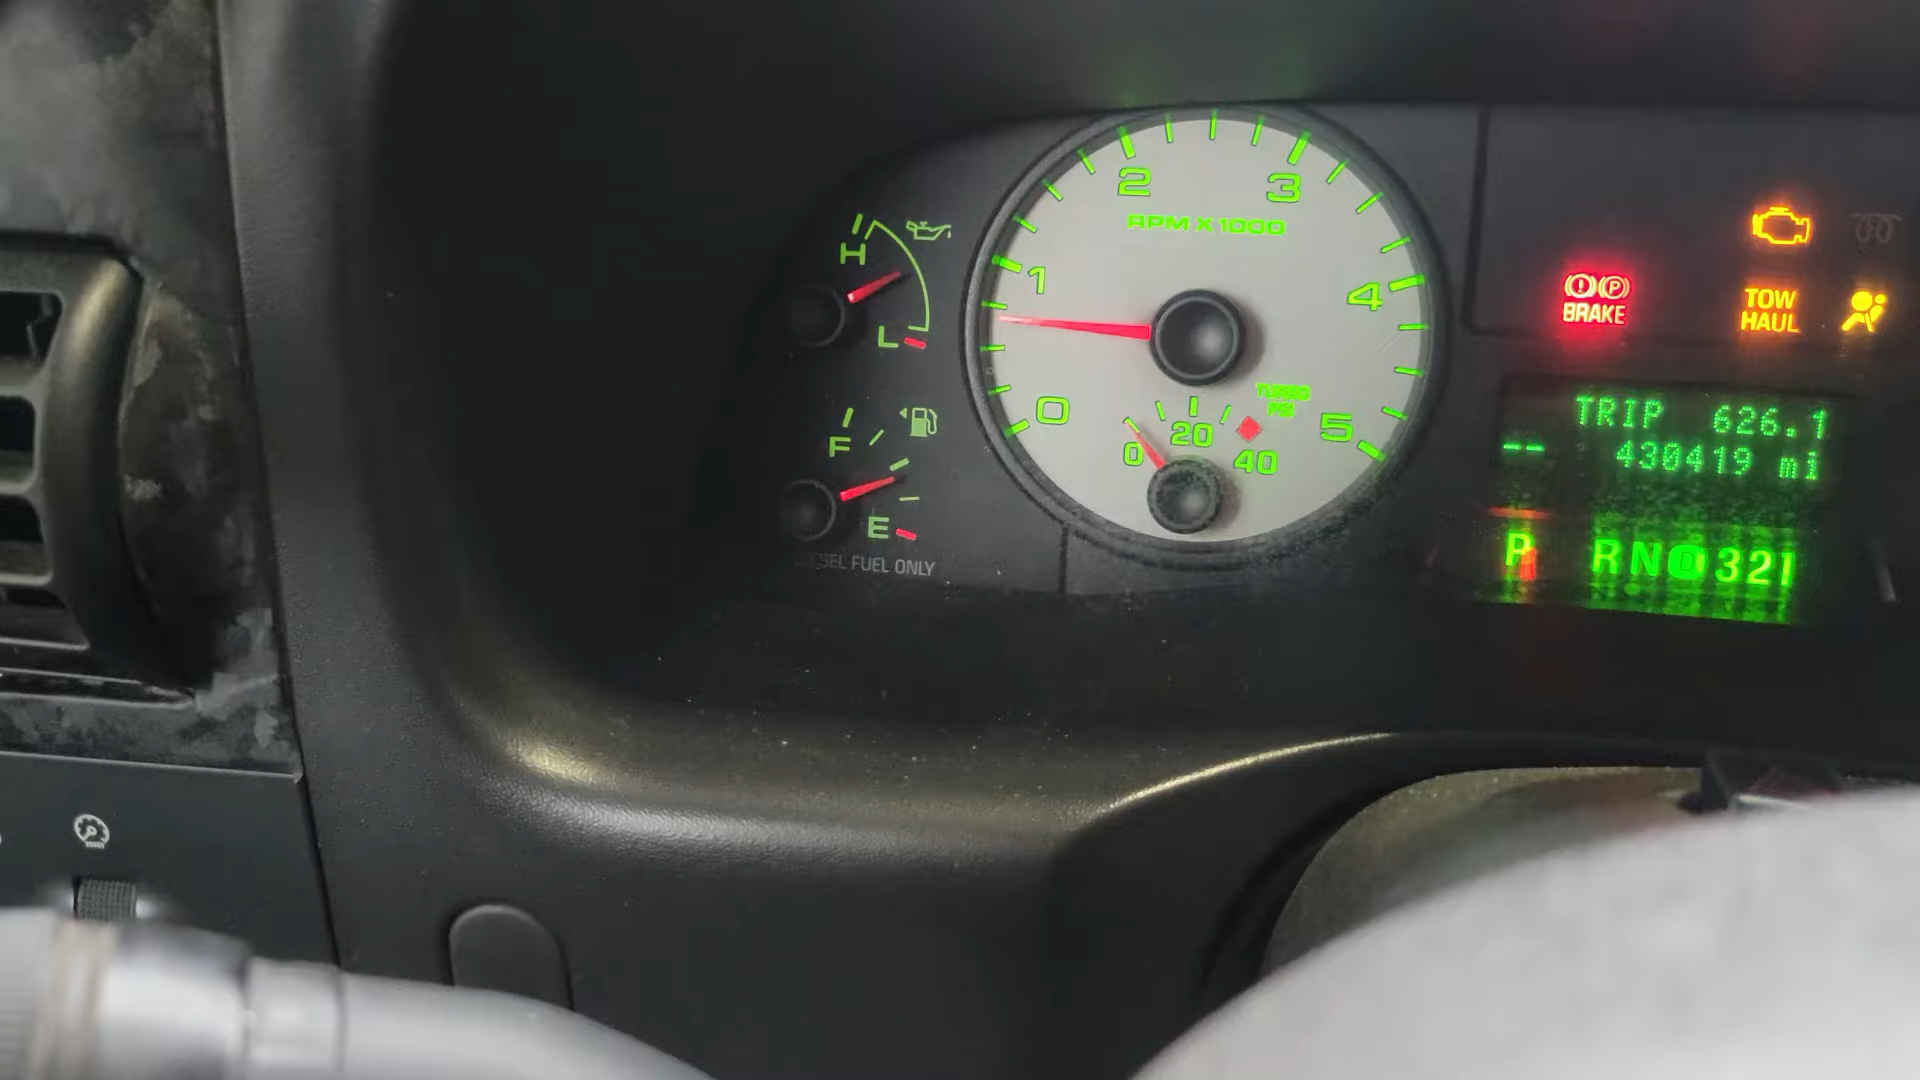 H
L
F
E
SEL FUEL ONLY
2
3
RPM X 1000
1
4
0
5
TURBO
PSI
0
20
40
P
BRAKE
TOW
HAUL
TRIP 626.1
--
430419 mi
P R N D 3 2 1